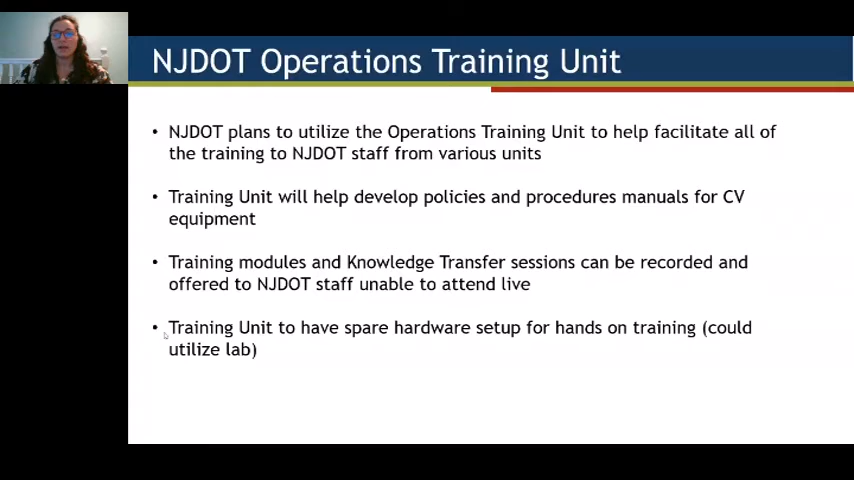 NJDOT Operations Training Unit
• NJDOT plans to utilize the Operations Training Unit to help facilitate all of
the training to NJDOT staff from various units
• Training Unit will help develop policies and procedures manuals for CV
equipment
• Training modules and Knowledge Transfer sessions can be recorded and
offered to NJDOT staff unable to attend live
• Training Unit to have spare hardware setup for hands on training (could
utilize lab)